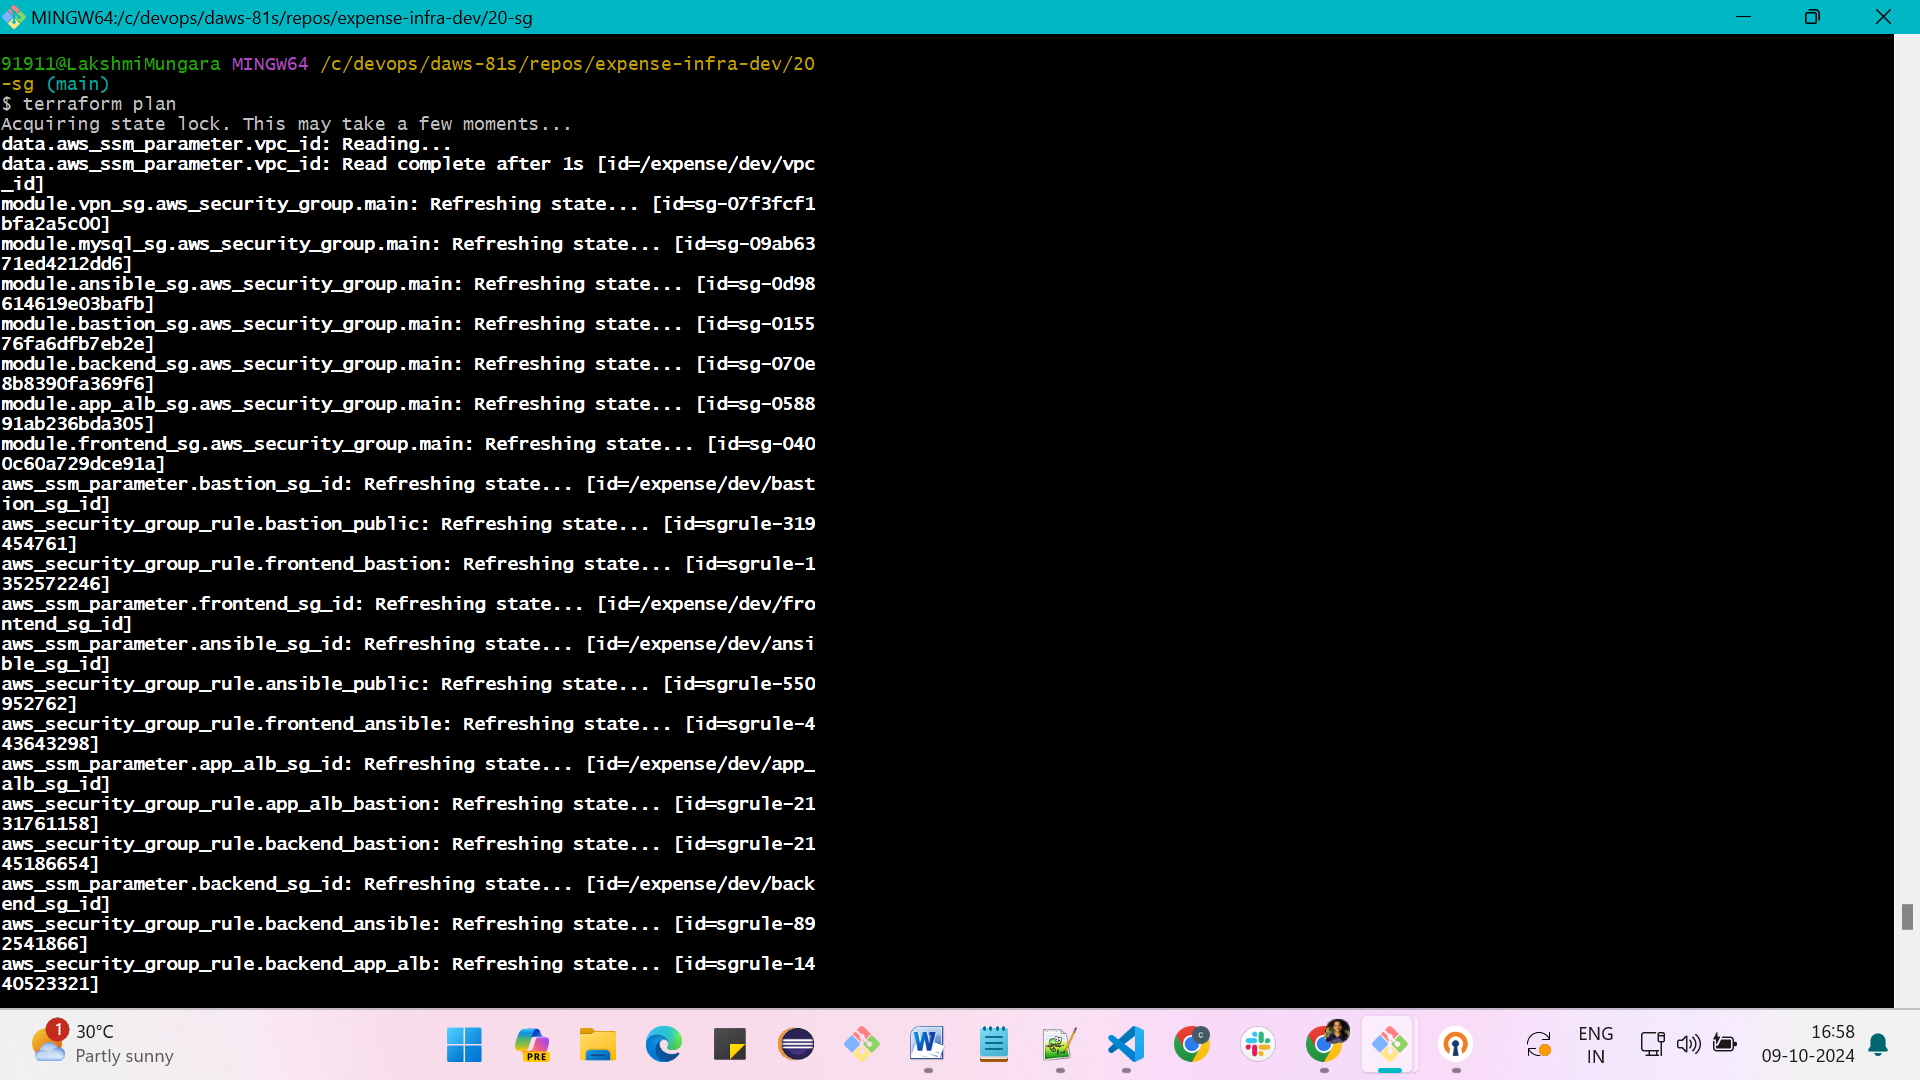 MINGW64:/c/devops/daws-81s/repos/expense-infra-dev/20-sg
91911@LakshmiMungara MINGW64 /c/devops/daws-81s/repos/expense-infra-dev/20
-sg (main)
$ terraform plan
Acquiring state lock. This may take a few moments...
data.aws_ssm_parameter.vpc_id: Reading...
data.aws_ssm_parameter.vpc_id: Read complete after 1s [id=/expense/dev/vpc
_id]
module.vpn_sg.aws_security_group.main: Refreshing state... [id=sg-07f3fcf1
bfa2a5c00]
module.mysql_sg.aws_security_group.main: Refreshing state... [id=sg-09ab63
71ed4212dd6]
module.ansible_sg.aws_security_group.main: Refreshing state... [id=sg-0d98
614619e03bafb]
module.bastion_sg.aws_security_group.main: Refreshing state... [id=sg-0155
76fa6dfb7eb2e]
module.backend_sg.aws_security_group.main: Refreshing state... [id=sg-070e
8b8390fa369f6]
module.app_alb_sg.aws_security_group.main: Refreshing state... [id=sg-0588
91ab236bda305]
module.frontend_sg.aws_security_group.main: Refreshing state... [id=sg-040
0c60a729dce91a]
aws_ssm_parameter.bastion_sg_id: Refreshing state... [id=/expense/dev/bast
ion_sg_id]
aws_security_group_rule.bastion_public: Refreshing state... [id=sgrule-319
454761]
aws_security_group_rule.frontend_bastion: Refreshing state... [id=sgrule-1
352572246]
aws_ssm_parameter.frontend_sg_id: Refreshing state... [id=/expense/dev/fro
ntend_sg_id]
aws_ssm_parameter.ansible_sg_id: Refreshing state... [id=/expense/dev/ansi
ble_sg_id]
aws_security_group_rule.ansible_public: Refreshing state... [id=sgrule-550
952762]
aws_security_group_rule.frontend_ansible: Refreshing state... [id=sgrule-4
43643298]
aws_ssm_parameter.app_alb_sg_id: Refreshing state... [id=/expense/dev/app_
alb_sg_id]
aws_security_group_rule.app_alb_bastion: Refreshing state... [id=sgrule-21
31761158]
aws_security_group_rule.backend_bastion: Refreshing state... [id=sgrule-21
45186654]
aws_ssm_parameter.backend_sg_id: Refreshing state... [id=/expense/dev/back
end_sg_id]
aws_security_group_rule.backend_ansible: Refreshing state... [id=sgrule-89
2541866]
aws_security_group_rule.backend_app_alb: Refreshing state... [id=sgrule-14
40523321]
1 30°C
Partly sunny
PRE
W
C
ENG
IN
16:58
09-10-2024